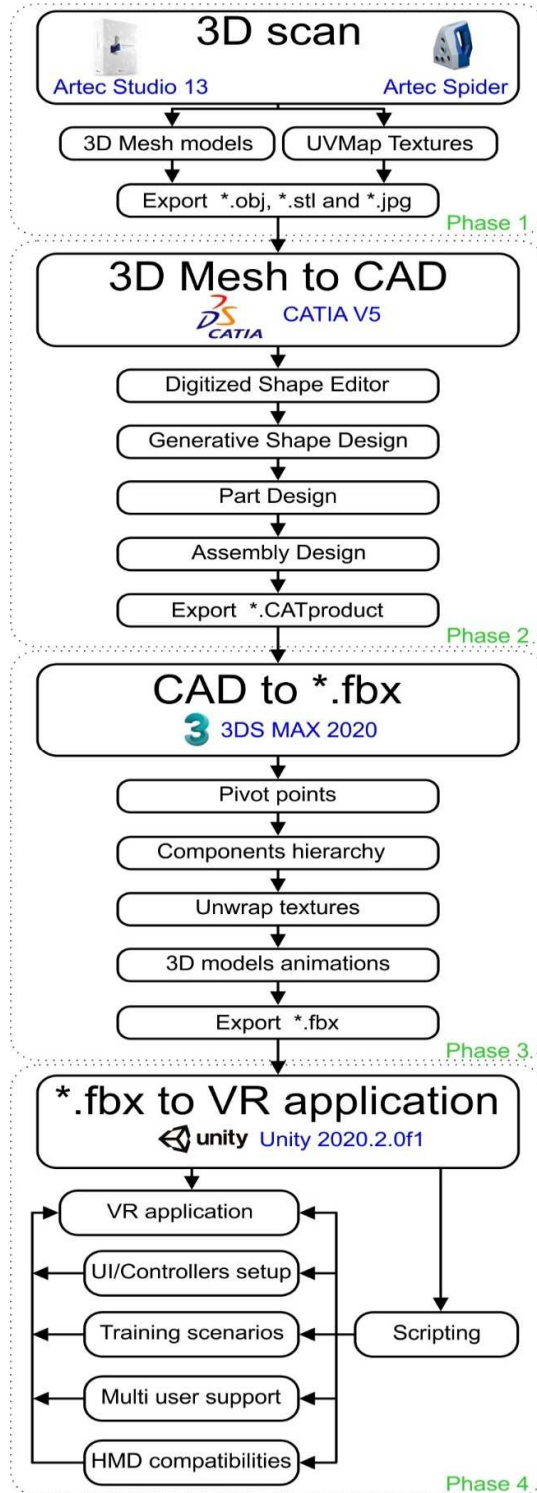 3D scan
Artec Studio 13
Artec Spider
3D Mesh models
UVMap Textures
Export *.obj, *.stl and *.jpg
Phase 1
3D Mesh to CAD
DS
CATIA
CATIA V5
Digitized Shape Editor
Generative Shape Design
Part Design
Assembly Design
Export *.CATproduct
Phase 2
CAD to *.fbx
3
3DS MAX 2020
Pivot points
Components hierarchy
Unwrap textures
3D models animations
Export *.fbx
Phase 3
*.fbx to VR application
unity
Unity 2020.2.0f1
VR application
UI/Controllers setup
Training scenarios
Scripting
Multi user support
HMD compatibilities
Phase 4